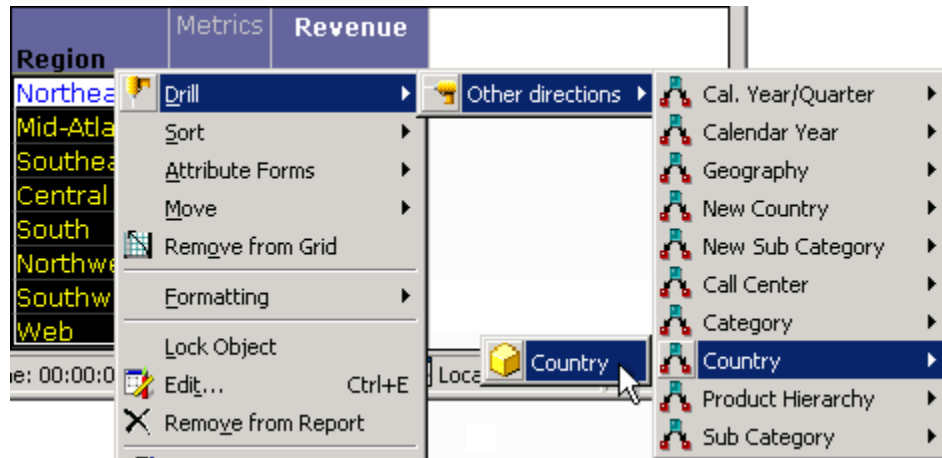 Metrics Revenue
Region
Northea
Mid-Atla
Southea
Central
South
Northwe
Southw
Web
Drill
Sort
Attribute Forms
Move
Remove from Grid
Formatting
Lock Object
Edit... Ctrl+E
Remove from Report
Other directions
Cal. Year/Quarter
Calendar Year
Geography
New Country
New Sub Category
Call Center
Category
Country
Product Hierarchy
Sub Category
Country
e: 00:00:0
Loca